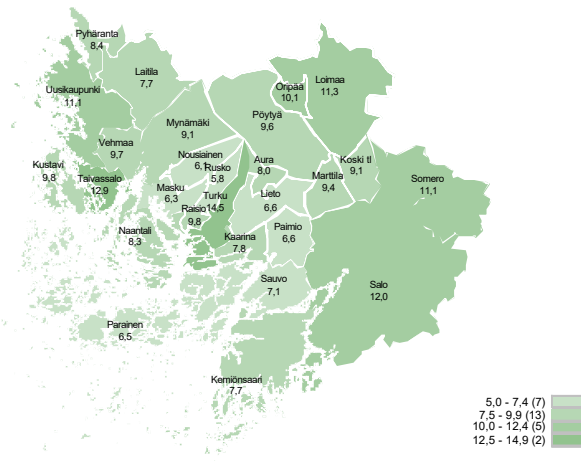 Pyhäranta
8,4
Laitila
7,7
Uusikaupunki
11,1
Oripää
10,1
Loimaa
11,3
Mynämäki
9,1
Pöytyä
9,6
Vehmaa
9,7
Kustavi
9,8
Taivassalo
12,9
Nousiainen
6,1
Rusko
5,8
Aura
8,0
Koski tl
9,1
Marttila
9,4
Somero
11,1
Masku
6,3
Turku
14,5
Lieto
6,6
Raisio
9,8
Naantali
8,3
Kaarina
7,8
Paimio
6,6
Sauvo
7,1
Salo
12,0
Parainen
6,5
Kemiönsaari
7,7
5,0 - 7,4 (7)
7,5 - 9,9 (13)
10,0 - 12,4 (5)
12,5 - 14,9 (2)